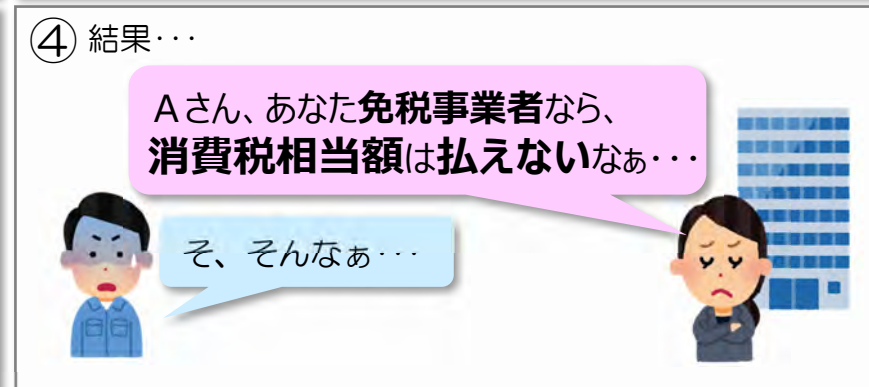 ④ 結果･･･
Aさん、あなた免税事業者なら、
消費税相当額は払えないなぁ･･･
そ、そんなぁ･･･